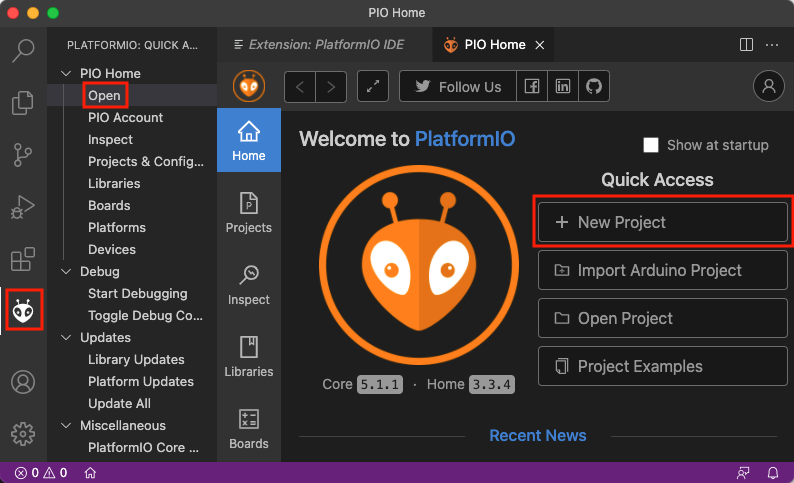 PIO Home
PLATFORMIO: QUICK A...
PIO Home
Open
PIO Account
Inspect
Projects & Config...
Libraries
Boards
Platforms
Devices
Debug
Start Debugging
Toggle Debug Co...
Updates
Library Updates
Platform Updates
Update All
Miscellaneous
PlatformIO Core ...
Extension: PlatformIO IDE
PIO Home
Follow Us
Home
Projects
Inspect
Libraries
Boards
Welcome to PlatformIO
Show at startup
Quick Access
New Project
Import Arduino Project
Open Project
Project Examples
Core 5.1.1 · Home 3.3.4
Recent News
0 0